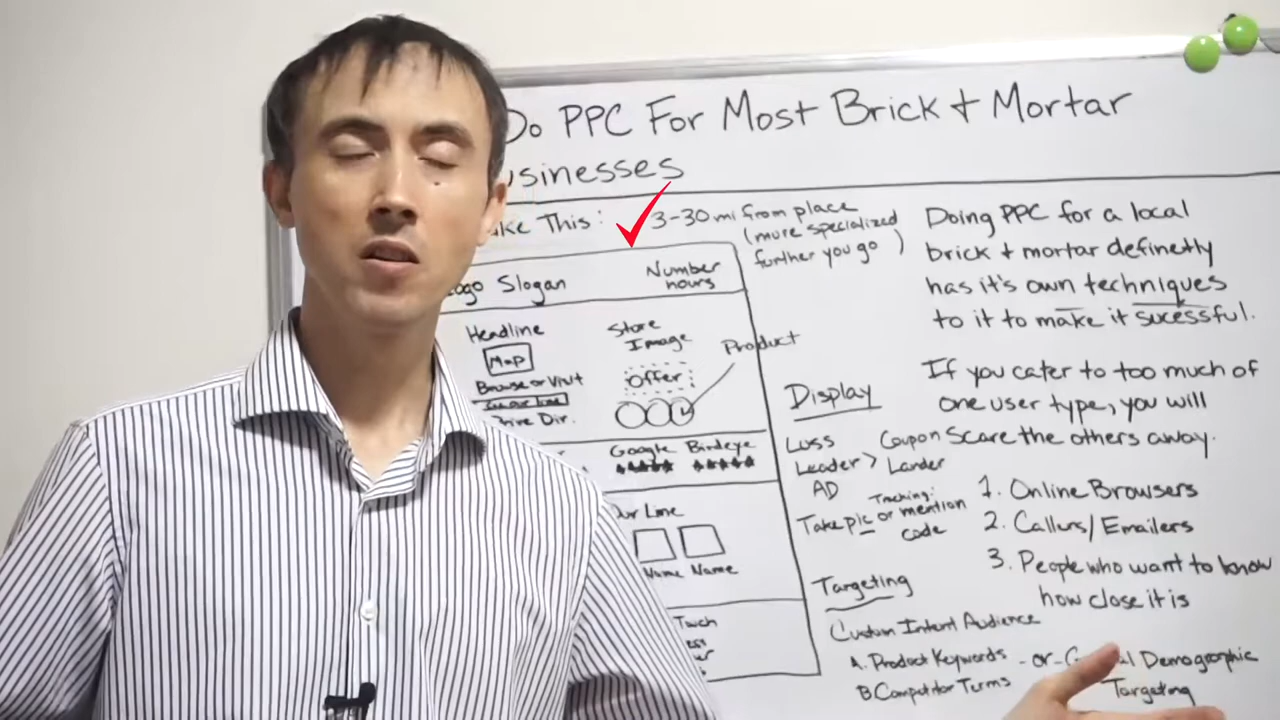 Do PPC For Most Brick & Mortar
usinesses
ake This:
3-30 mi from place
(more specialized
further you go)
ogo Slogan
Number
hours
Headline
Map
Browse or Visit
Drive Dir.
Store
Image
Offer
Product
Google Birdeye
Our Line
Name Name
Touch
Display
Loss
Leader > Coupon
AD
Lander
Tracking:
Take pic or mention
code
Targeting
Custom Intent Audience
A. Product Keywords
B Competitor Terms
-or-
l Demographic
Targeting
Doing PPC for a local
brick & mortar definetly
has it's own techniques
to it to make it sucessful.
If you cater to too much of
one user type, you will
Scare the others away.
1. Online Browsers
2. Callers/Emailers
3. People who want to know
how close it is